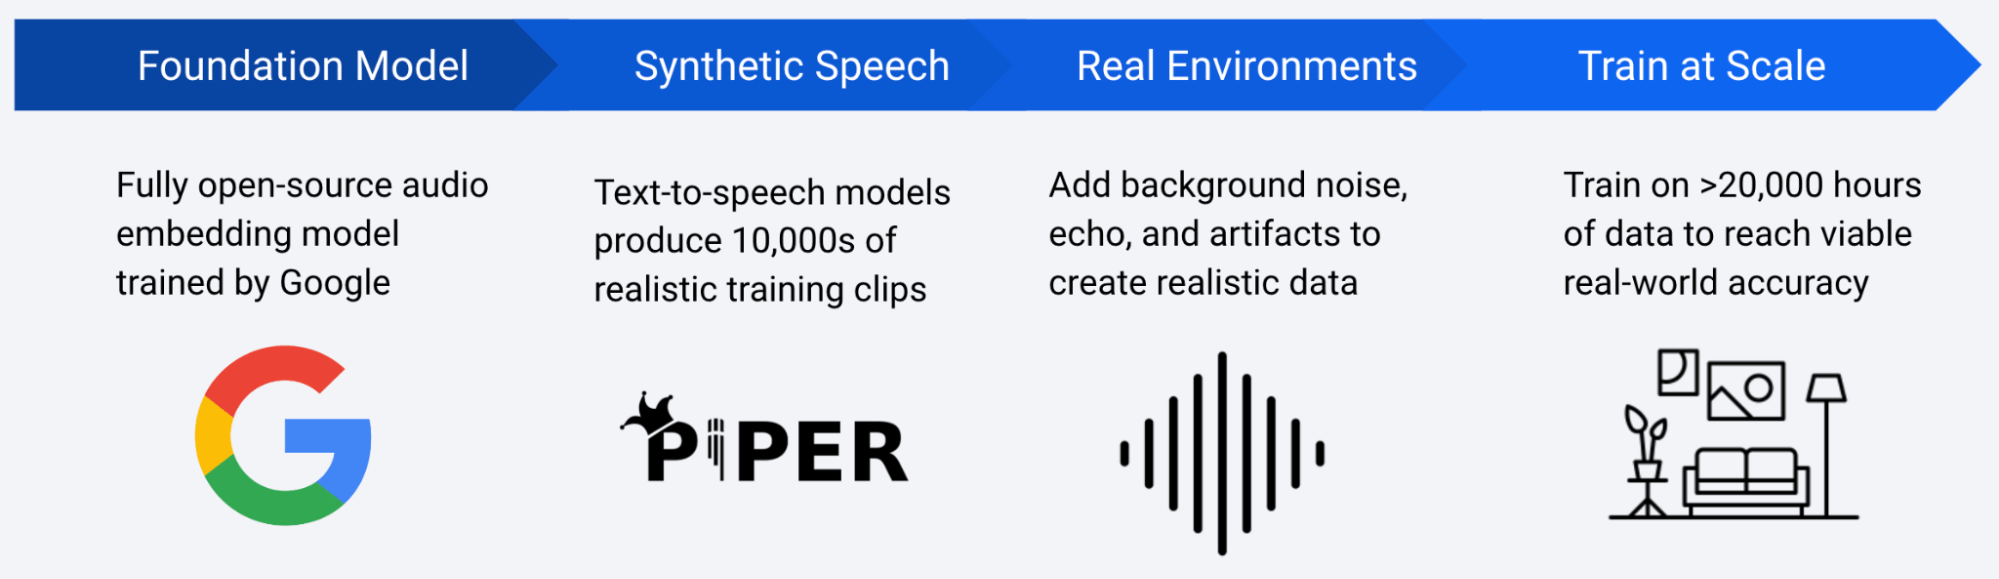 Foundation Model
Synthetic Speech
Real Environments
Train at Scale
Fully open-source audio
embedding model
trained by Google
Text-to-speech models
produce 10,000s of
realistic training clips
Add background noise,
echo, and artifacts to
create realistic data
Train on >20,000 hours
of data to reach viable
real-world accuracy
G
PIPER